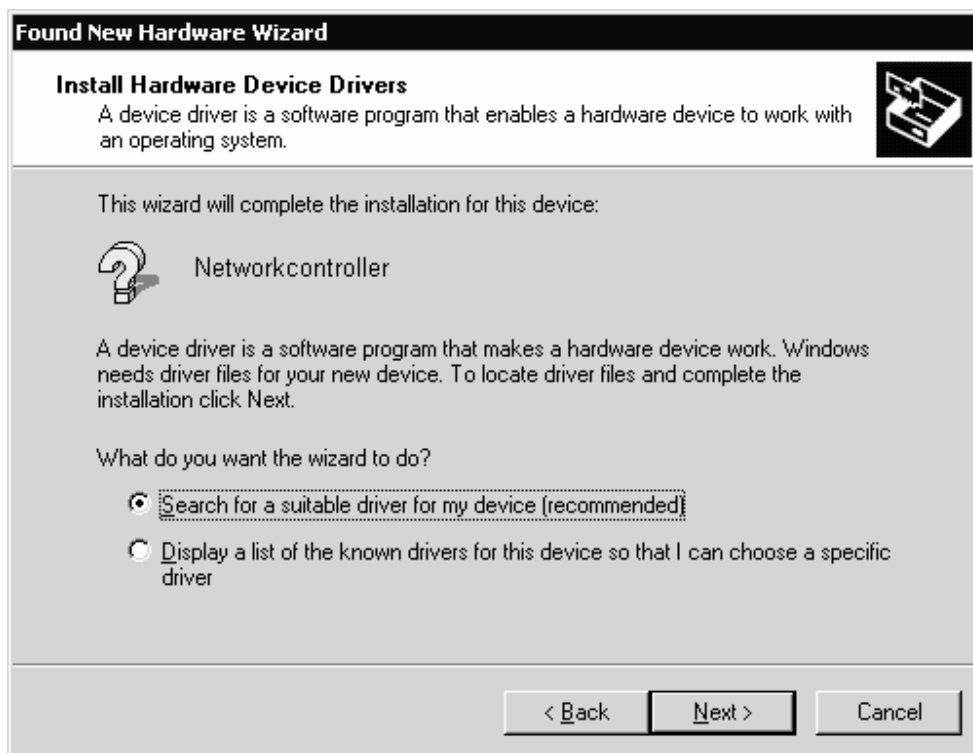 Found New Hardware Wizard
Install Hardware Device Drivers
A device driver is a software program that enables a hardware device to work with
an operating system.
This wizard will complete the installation for this device:
Networkcontroller
A device driver is a software program that makes a hardware device work. Windows
needs driver files for your new device. To locate driver files and complete the
installation click Next.
What do you want the wizard to do?
Search for a suitable driver for my device (recommended)
Display a list of the known drivers for this device so that I can choose a specific
driver
< Back
Next >
Cancel